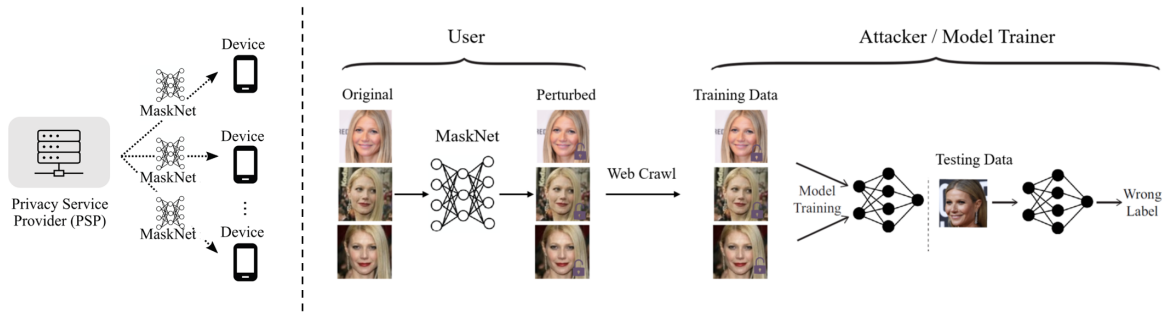 Device
MaskNet
Device
MaskNet
Privacy Service
Provider (PSP)
MaskNet
Device
User
Original
Perturbed
MaskNet
Web Crawl
Attacker / Model Trainer
Training Data
Model
Training
Testing Data
Wrong
Label